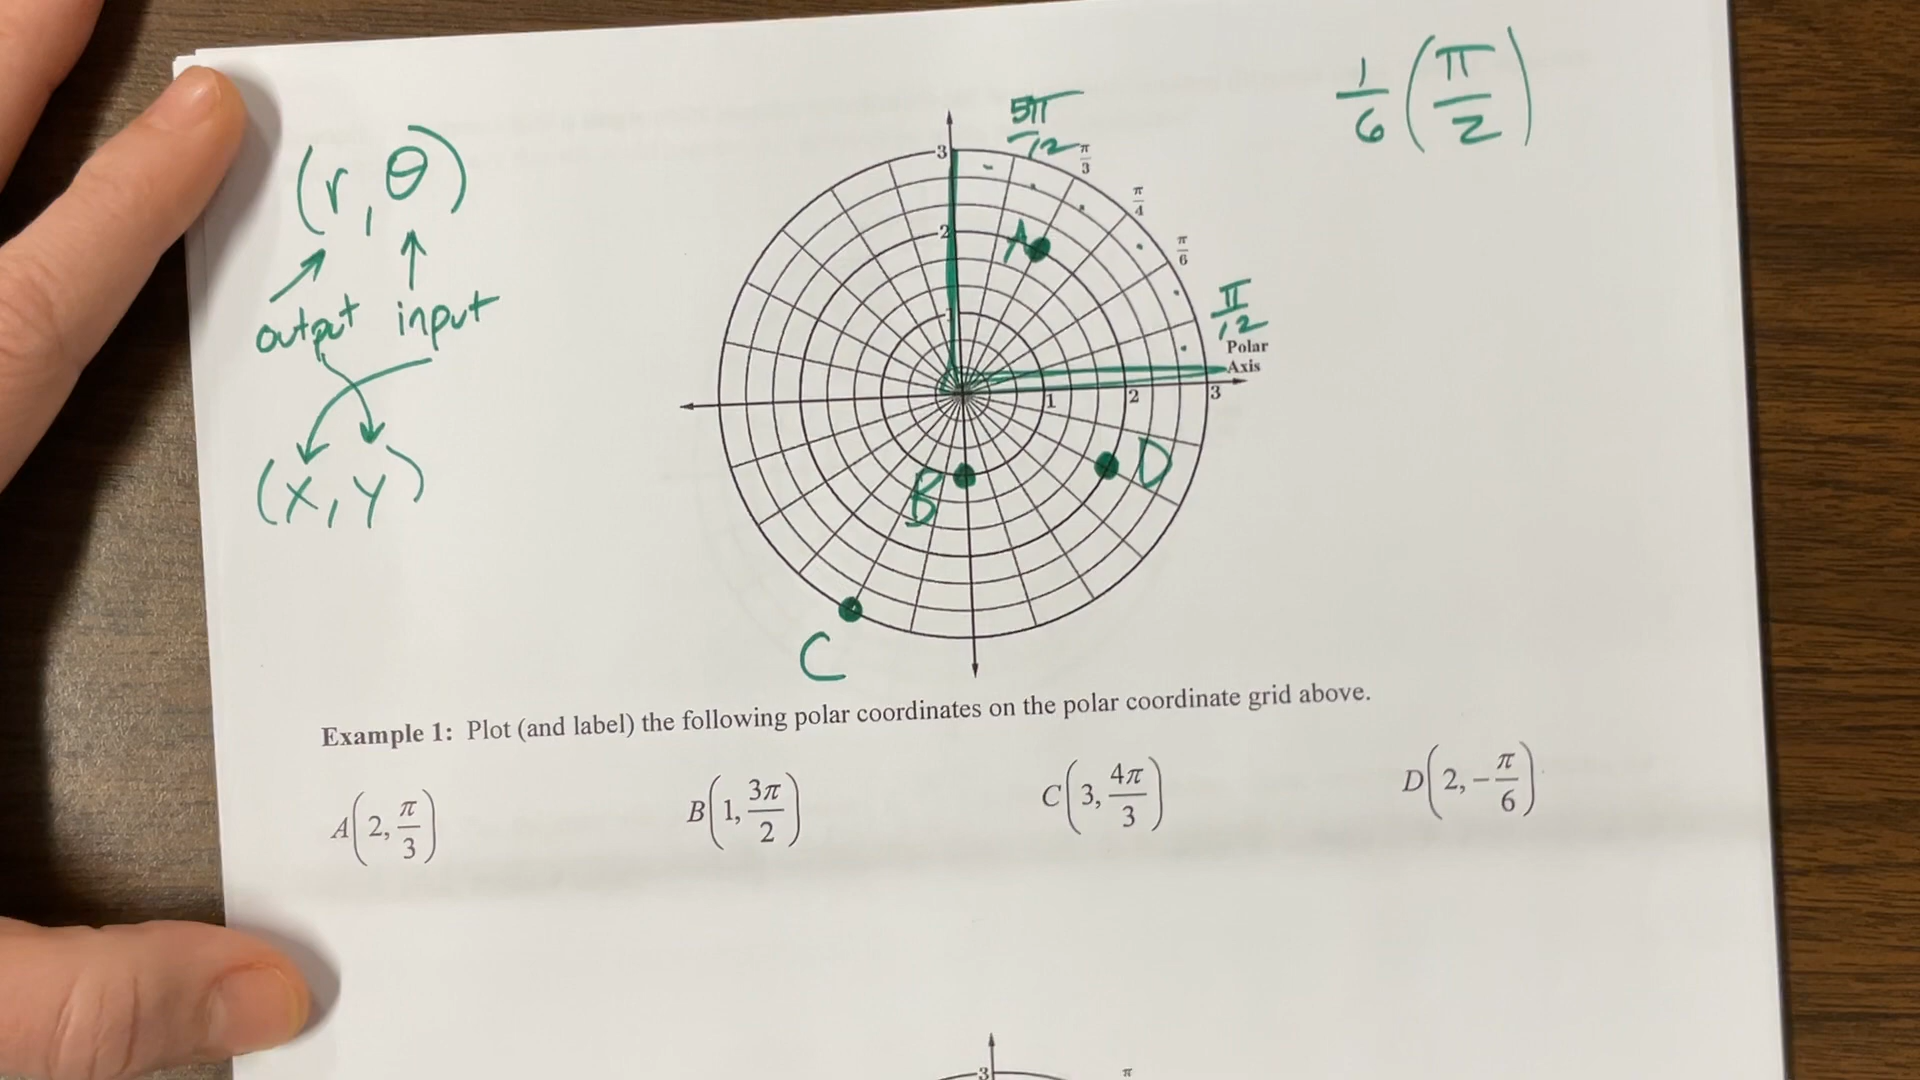 (r, θ)
output input
(x, y)
1/6 (π/2)
5π/12
π/3
π/4
π/6
π/12
Polar
Axis
3
2
1
1 2 3
A
B
C
D
Example 1: Plot (and label) the following polar coordinates on the polar coordinate grid above.
A(2, π/3) B(1, 3π/2) C(3, 4π/3) D(2, -π/6)
3 π